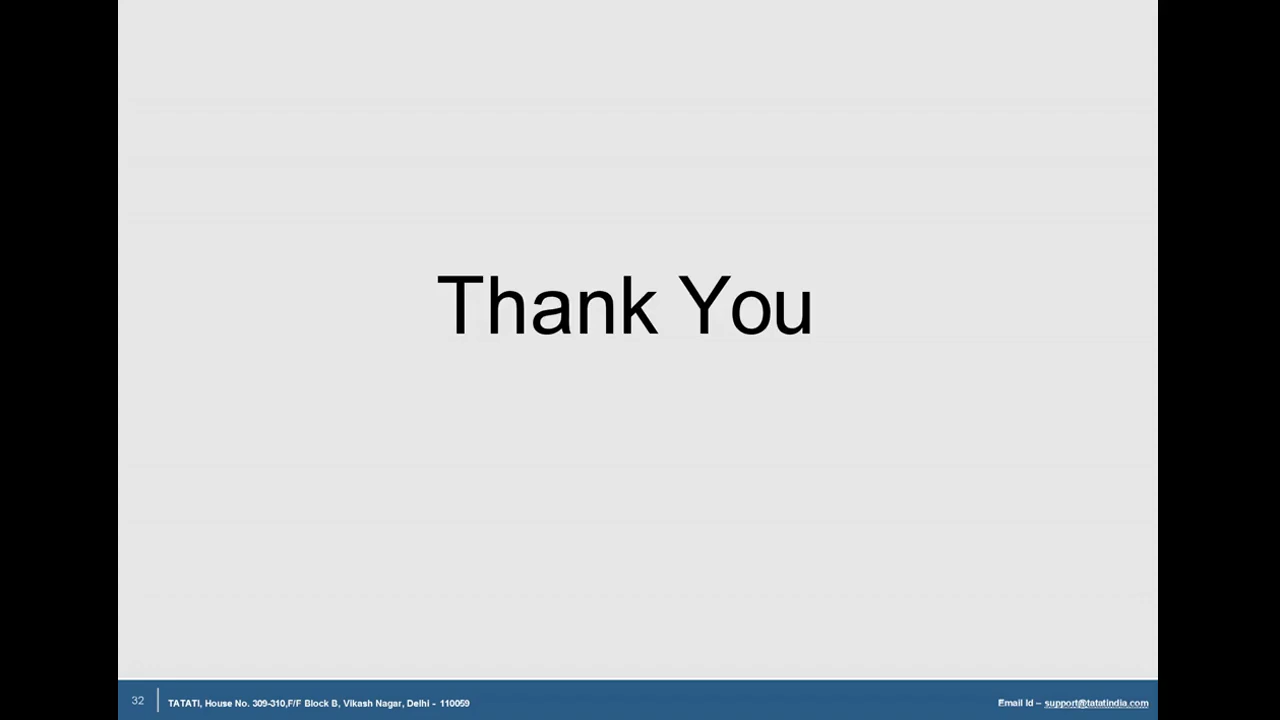 Thank You
32 TATATI, House No. 309-310,F/F Block B, Vikash Nagar, Delhi - 110059 Email Id – support@tatatindia.com